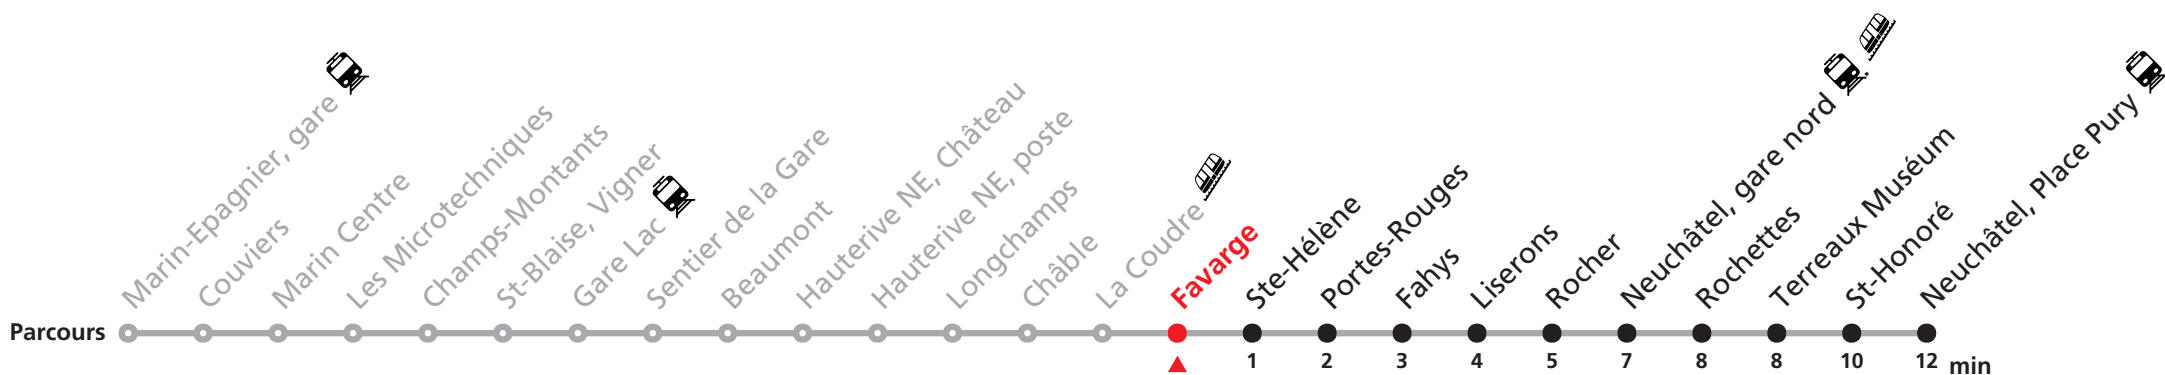 Marin-Epagnier, gare
Couviers
Marin Centre
Les Microtechniques
Champs-Montants
St-Blaise, Vigner
Gare Lac
Sentier de la Gare
Beaumont
Hauterive NE, Château
Hauterive NE, poste
Longchamps
Châble
La Coudre
Favarge
Ste-Hélène
Portes-Rouges
Fahys
Liserons
Rocher
Neuchâtel, gare nord
Rochettes
Terreaux Muséum
St-Honoré
Neuchâtel, Place Pury
Parcours
1 2 3 4 5 7 8 8 10 12 min